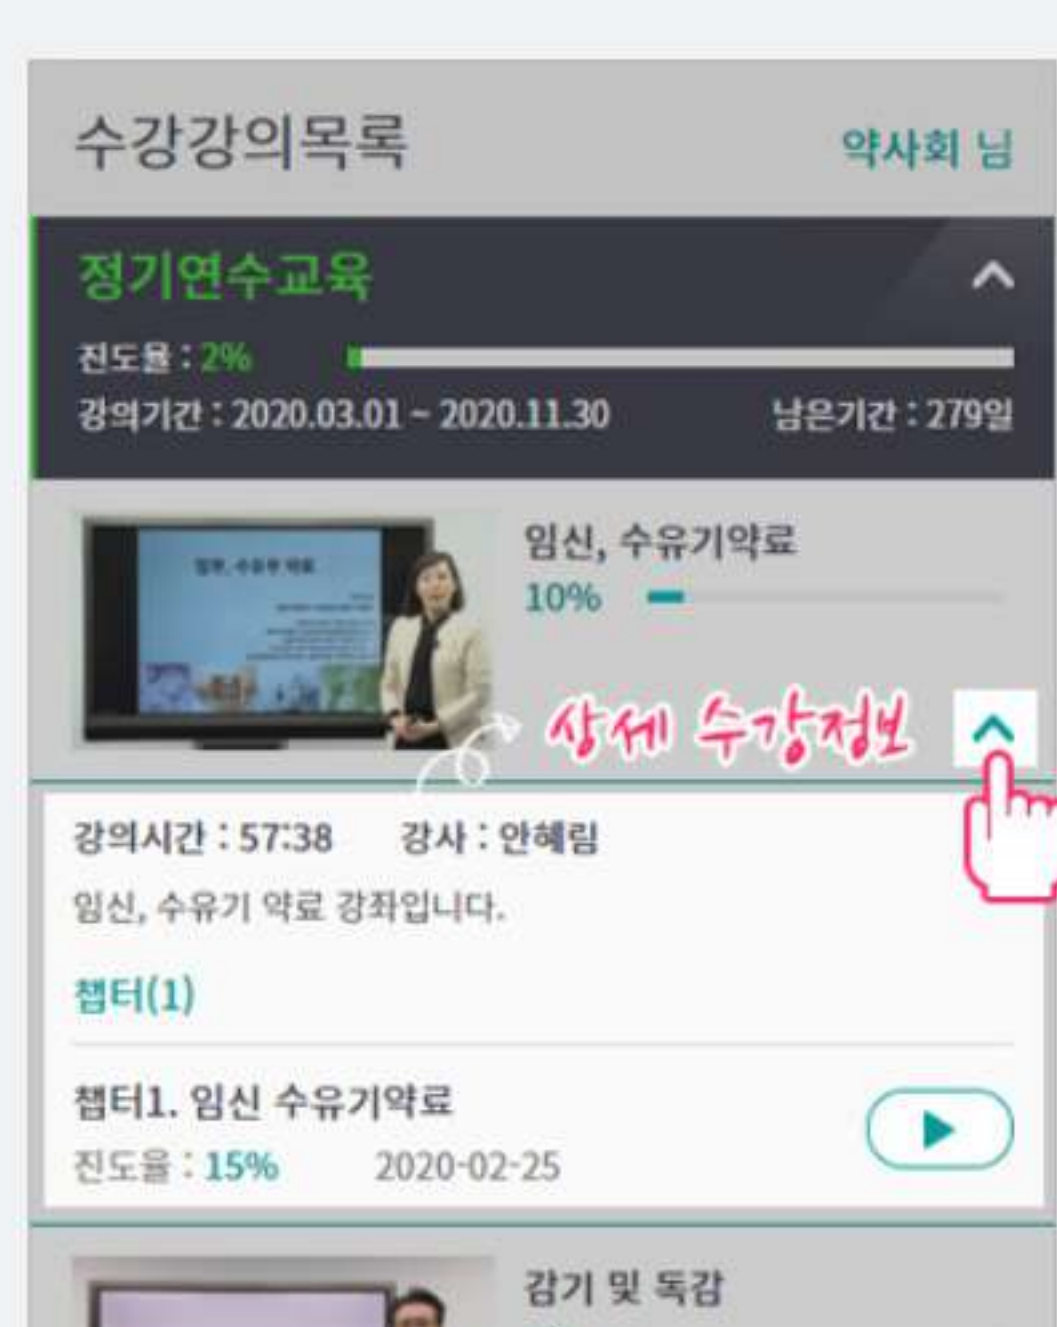 수강강의목록
약사회 님
정기연수교육
진도율 : 2%
강의기간 : 2020.03.01 ~ 2020.11.30
남은기간 : 279일
임신, 수유기약료
10%
상세 수강정보
강의시간 : 57:38
강사 : 안혜림
임신, 수유기 약료 강좌입니다.
챕터(1)
챕터1. 임신 수유기약료
진도율 : 15%
2020-02-25
감기 및 독감